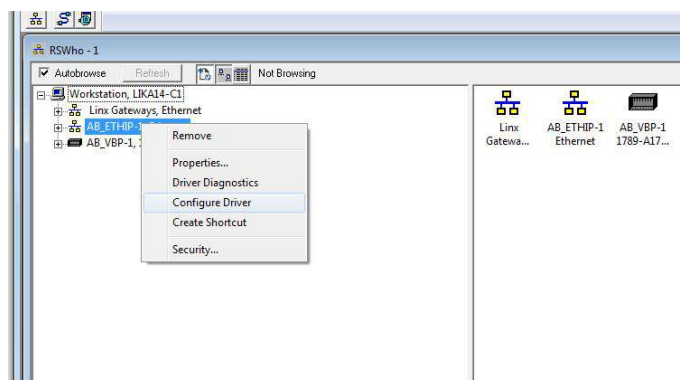 RSWho - 1
Autobrowse Refresh Not Browsing
Workstation, LIKA14-C1
Linx Gateways, Ethernet
AB_ETHIP-1,
AB_VBP-1,
Remove
Properties...
Driver Diagnostics
Configure Driver
Create Shortcut
Security...
Linx
Gatewa...
AB_ETHIP-1
Ethernet
AB_VBP-1
1789-A17...